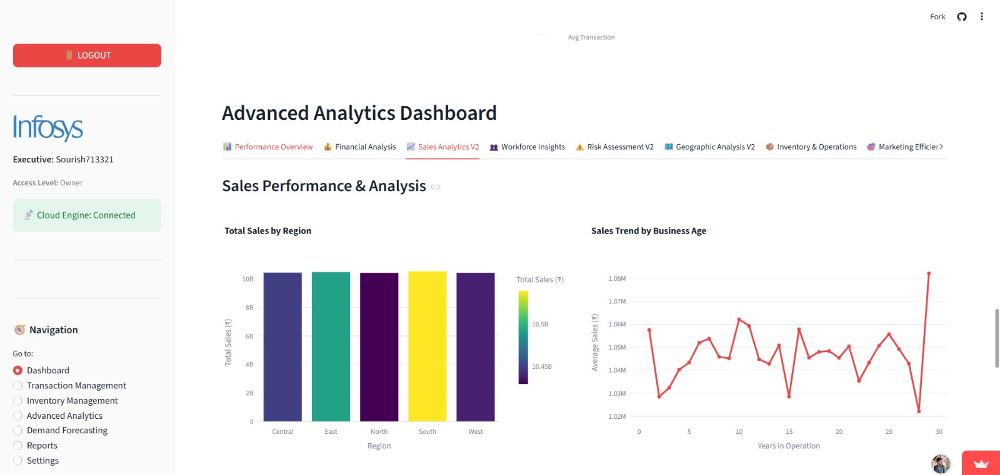 Fork
Avg Transaction
LOGOUT
Infosys
Executive: Sourish713321
Access Level: Owner
Cloud Engine: Connected
Navigation
Go to:
Dashboard
Transaction Management
Inventory Management
Advanced Analytics
Demand Forecasting
Reports
Settings
Advanced Analytics Dashboard
Performance Overview Financial Analysis Sales Analytics V2 Workforce Insights Risk Assessment V2 Geographic Analysis V2 Inventory & Operations Marketing Efficier
Sales Performance & Analysis
Total Sales by Region
Total Sales (₹)
10B
8B
6B
4B
2B
0
Central East North South West
Region
Total Sales (₹)
10.5B
10.45B
Sales Trend by Business Age
Average Sales (₹)
1.08M
1.07M
1.06M
1.05M
1.04M
1.03M
1.02M
0 5 10 15 20 25 30
Years in Operation